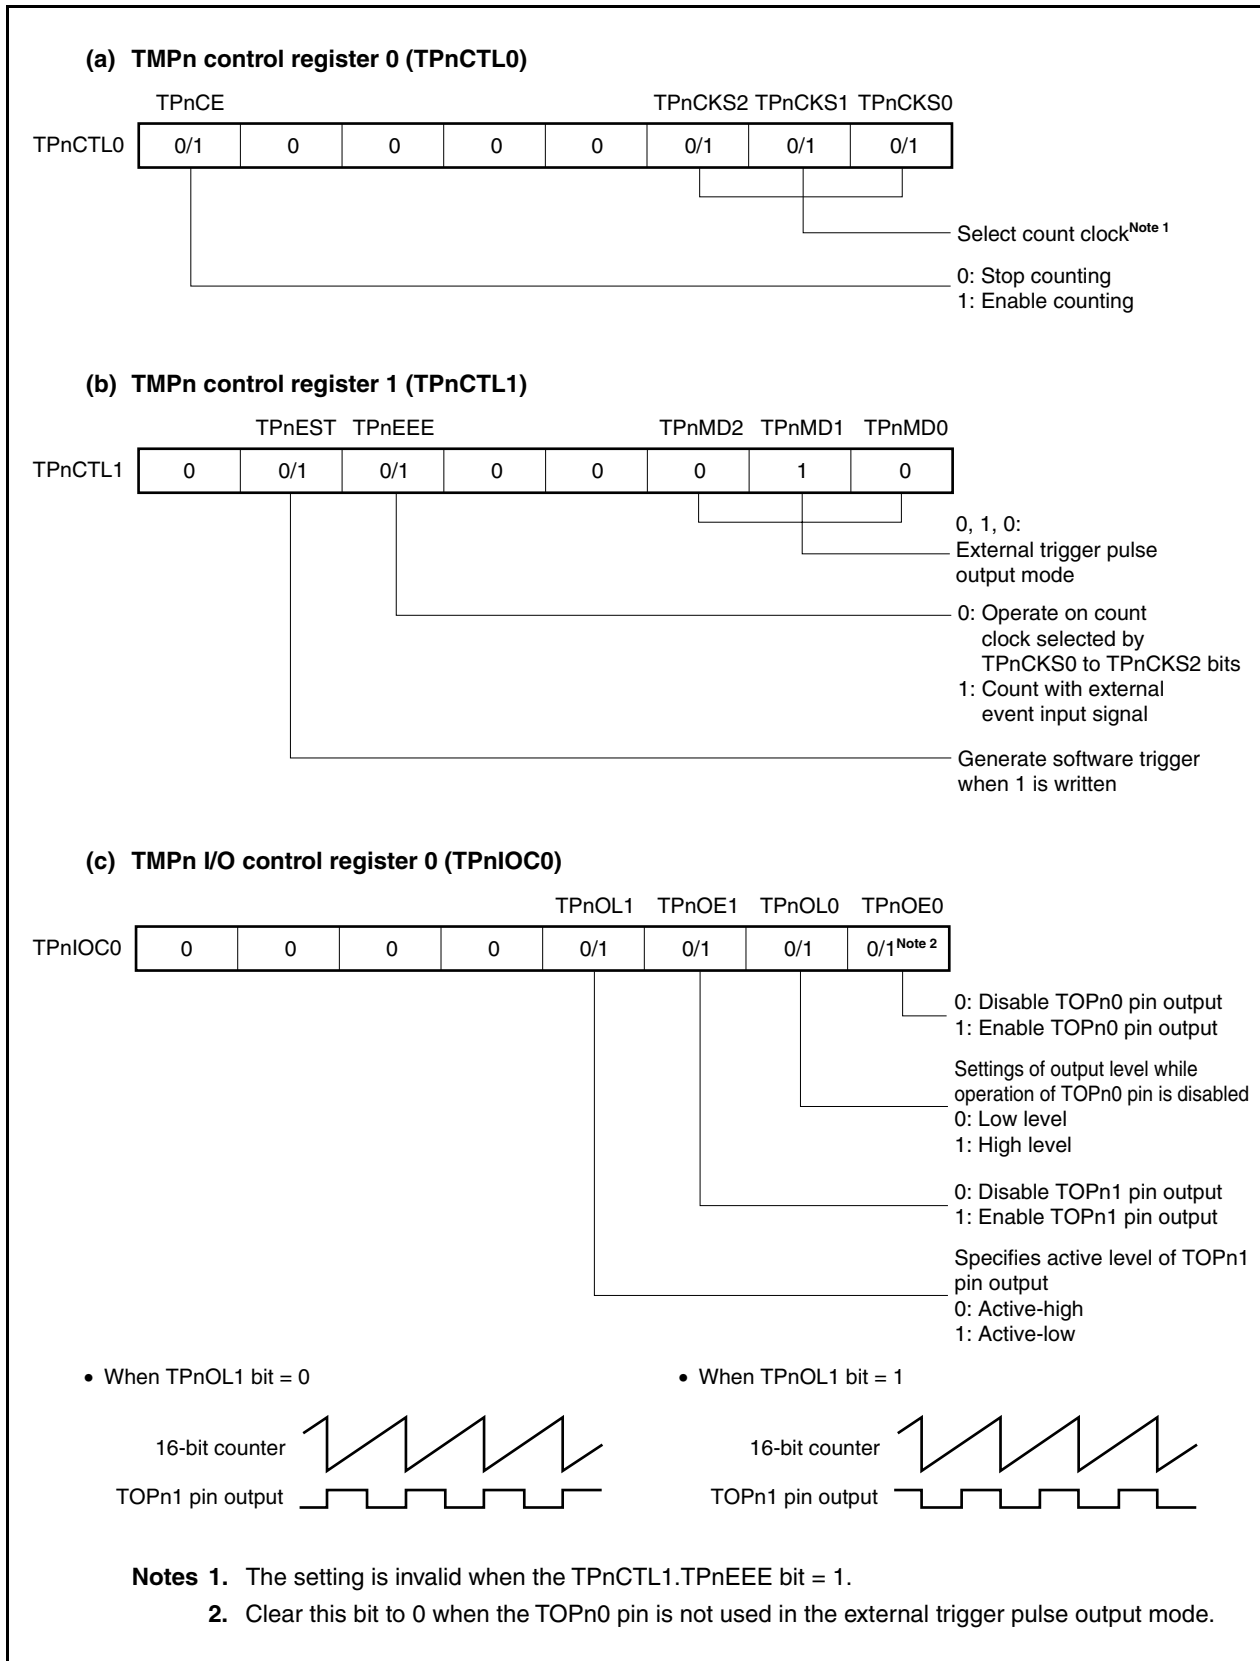 (a) TMPn control register 0 (TPnCTL0)
TPnCE TPnCKS2 TPnCKS1 TPnCKS0
TPnCTL0 0/1 0 0 0 0 0/1 0/1 0/1
Select count clockNote 1
0: Stop counting
1: Enable counting
(b) TMPn control register 1 (TPnCTL1)
TPnEST TPnEEE TPnMD2 TPnMD1 TPnMD0
TPnCTL1 0 0/1 0/1 0 0 0 1 0
0, 1, 0:
External trigger pulse
output mode
0: Operate on count
clock selected by
TPnCKS0 to TPnCKS2 bits
1: Count with external
event input signal
Generate software trigger
when 1 is written
(c) TMPn I/O control register 0 (TPnIOC0)
TPnOL1 TPnOE1 TPnOL0 TPnOE0
TPnIOC0 0 0 0 0 0/1 0/1 0/1 0/1Note 2
0: Disable TOPn0 pin output
1: Enable TOPn0 pin output
Settings of output level while
operation of TOPn0 pin is disabled
0: Low level
1: High level
0: Disable TOPn1 pin output
1: Enable TOPn1 pin output
Specifies active level of TOPn1
pin output
0: Active-high
1: Active-low
• When TPnOL1 bit = 0
16-bit counter
TOPn1 pin output
• When TPnOL1 bit = 1
16-bit counter
TOPn1 pin output
Notes 1. The setting is invalid when the TPnCTL1.TPnEEE bit = 1.
2. Clear this bit to 0 when the TOPn0 pin is not used in the external trigger pulse output mode.